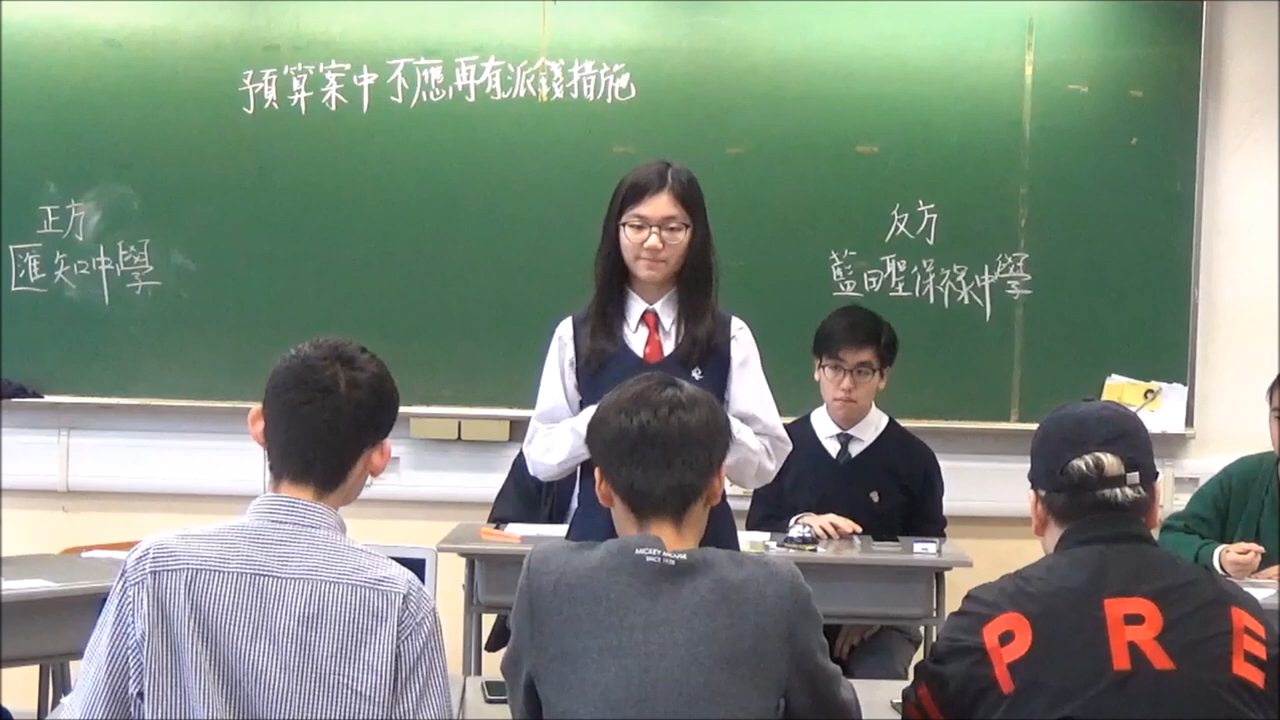 預算案中不應再有派錢措施
正方
匯知中學
反方
藍田聖保祿中學
MICKEY MOUSE
SINCE 1928
PRE